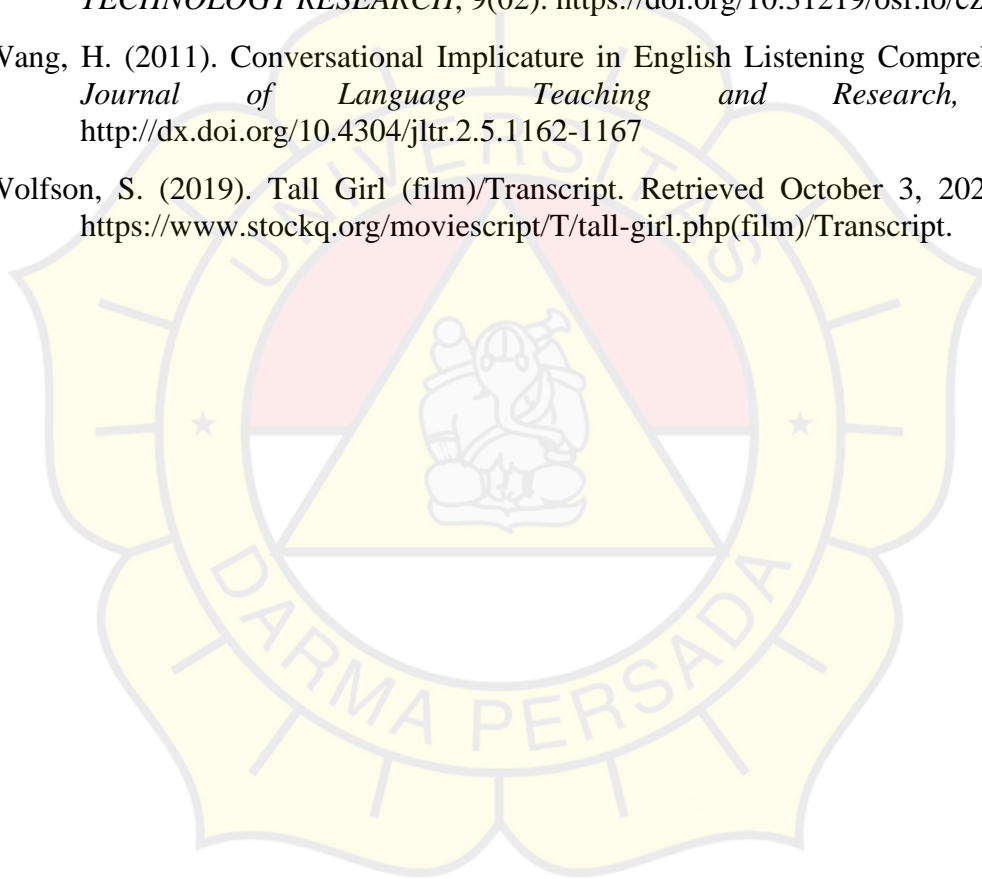 TECHNOLOGY RESEARCH, 9(02). https://doi.org/10.31219/osf.io/cz
Wang, H. (2011). Conversational Implicature in English Listening
Journal of Language Teaching and Research,
http://dx.doi.org/10.4304/jltr.2.5.1162-1167
Wolfson, S. (2019). Tall Girl (film)/Transcript. Retrieved October 3,
https://www.stockq.org/moviescript/T/tall-girl.php(film)/Transcript.
UNIVERSITAS
DARMA PERSADA